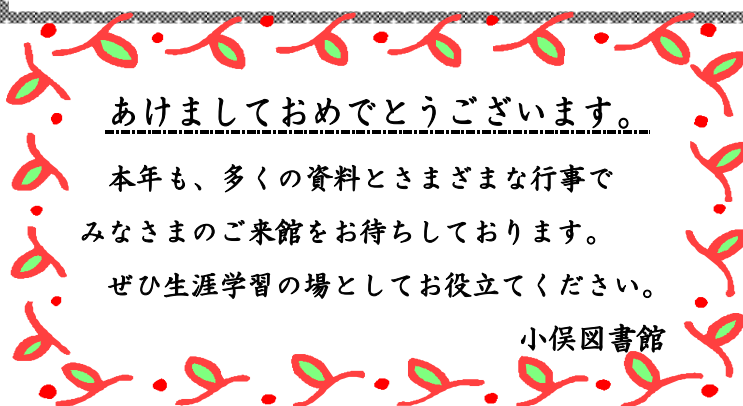 あけましておめでとうございます。
本年も、多くの資料とさまざまな行事で
みなさまのご来館をお待ちしております。
ぜひ生涯学習の場としてお役立てください。
小俣図書館